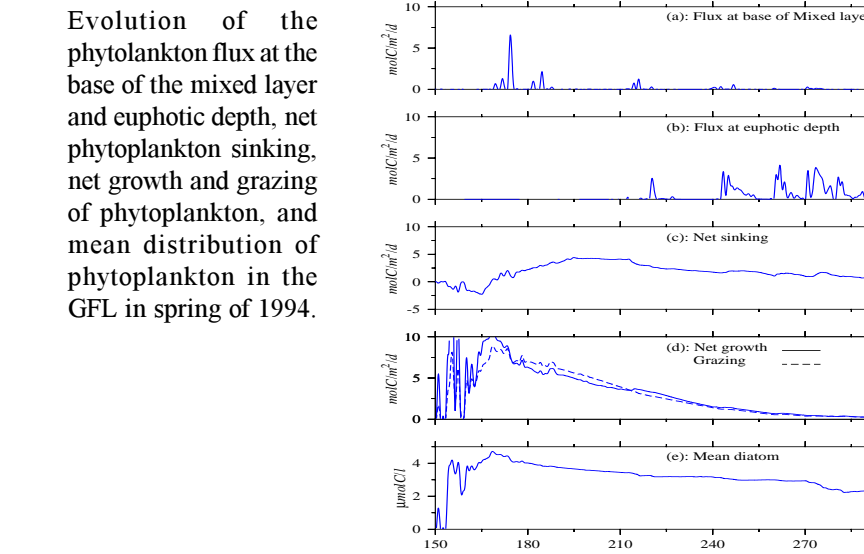 Evolution of the
phytolankton flux at the
base of the mixed layer
and euphotic depth, net
phytoplankton sinking,
net growth and grazing
of phytoplankton, and
mean distribution of
phytoplankton in the
GFL in spring of 1994.
(a): Flux at base of Mixed laye
10
5
0
molC/m²/d
(b): Flux at euphotic depth
10
5
0
molC/m²/d
(c): Net sinking
10
5
0
-5
molC/m²/d
(d): Net growth
Grazing
10
5
0
molC/m²/d
(e): Mean diatom
4
2
0
μmolC/l
150 180 210 240 270